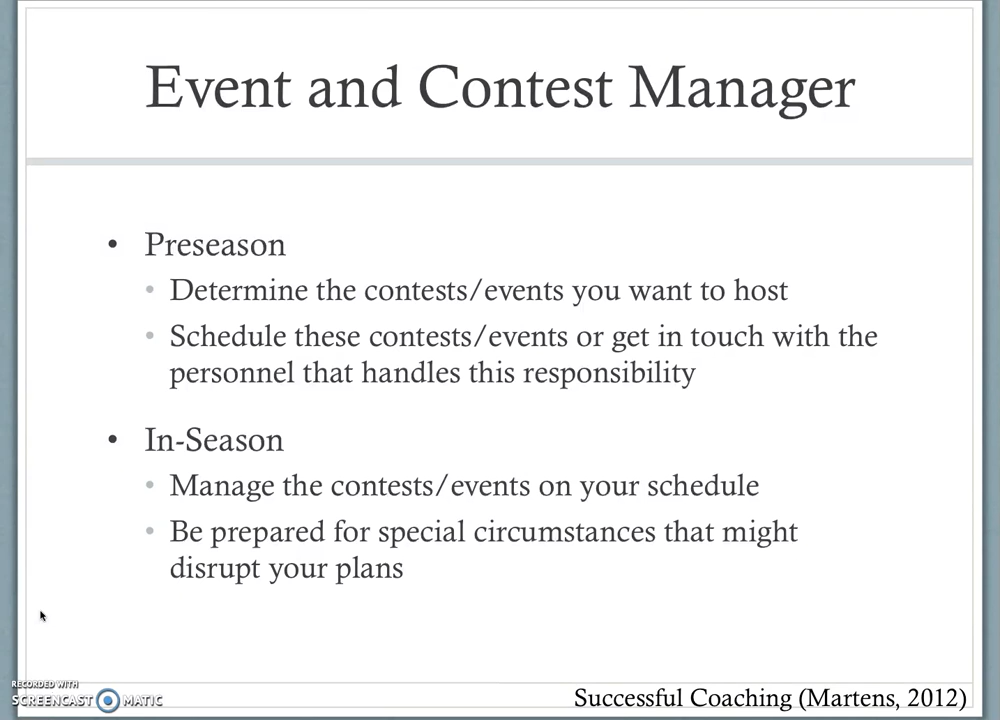 Event and Contest Manager
• Preseason
• Determine the contests/events you want to host
• Schedule these contests/events or get in touch with the
personnel that handles this responsibility
• In-Season
• Manage the contests/events on your schedule
• Be prepared for special circumstances that might
disrupt your plans
RECORDED WITH
SCREENCAST MATIC
Successful Coaching (Martens, 2012)